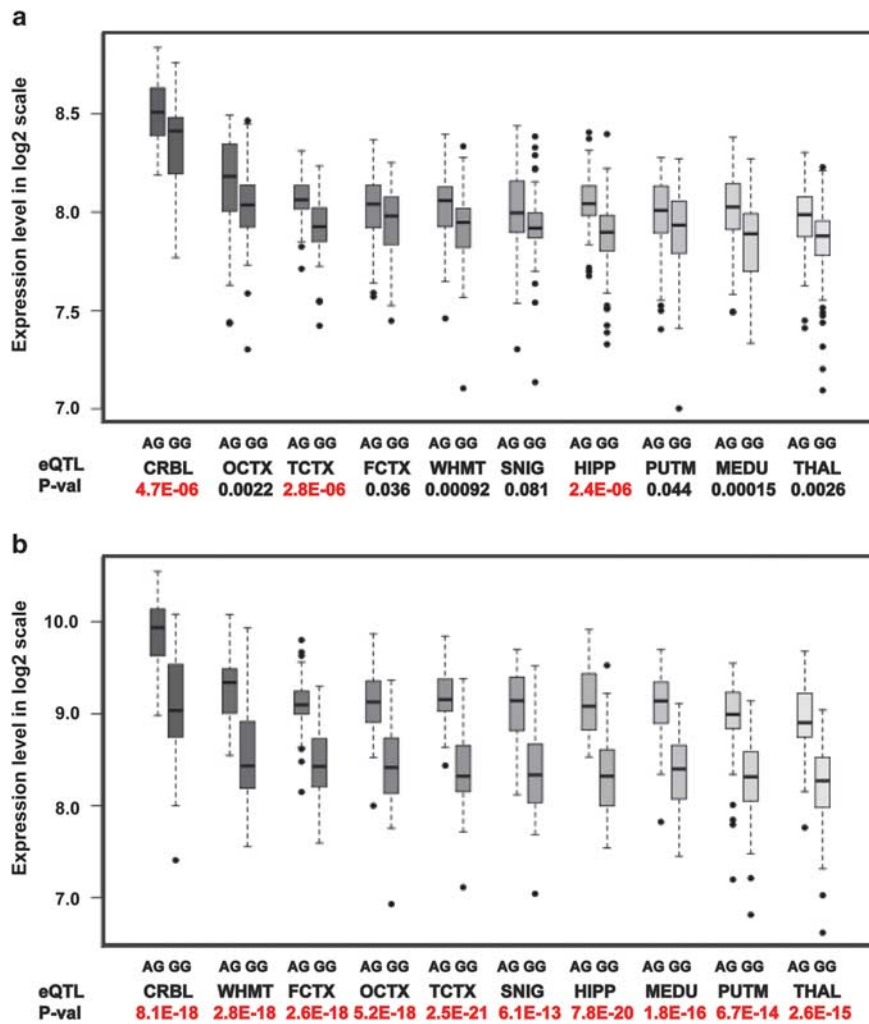 a
Expression level in log2 scale
8.5
8.0
7.5
7.0
AG GG AG GG AG GG AG GG AG GG AG GG AG GG AG GG AG GG AG GG
eQTL CRBL OCTX TCTX FCTX WHMT SNIG HIPP PUTM MEDU THAL
P-val 4.7E-06 0.0022 2.8E-06 0.036 0.00092 0.081 2.4E-06 0.044 0.00015 0.0026
b
Expression level in log2 scale
10.0
9.0
8.0
7.0
AG GG AG GG AG GG AG GG AG GG AG GG AG GG AG GG AG GG AG GG
eQTL CRBL WHMT FCTX OCTX TCTX SNIG HIPP MEDU PUTM THAL
P-val 8.1E-18 2.8E-18 2.6E-18 5.2E-18 2.5E-21 6.1E-13 7.8E-20 1.8E-16 6.7E-14 2.6E-15